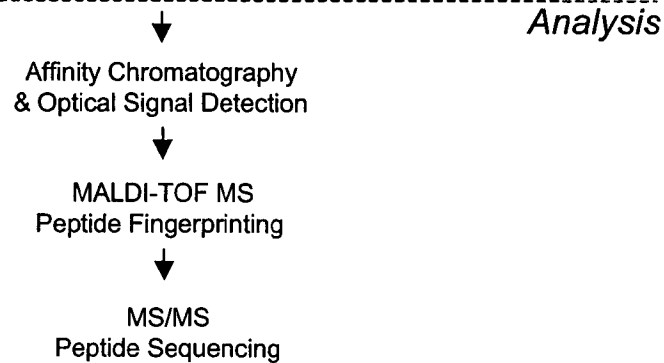 Analysis
Affinity Chromatography
& Optical Signal Detection
MALDI-TOF MS
Peptide Fingerprinting
MS/MS
Peptide Sequencing